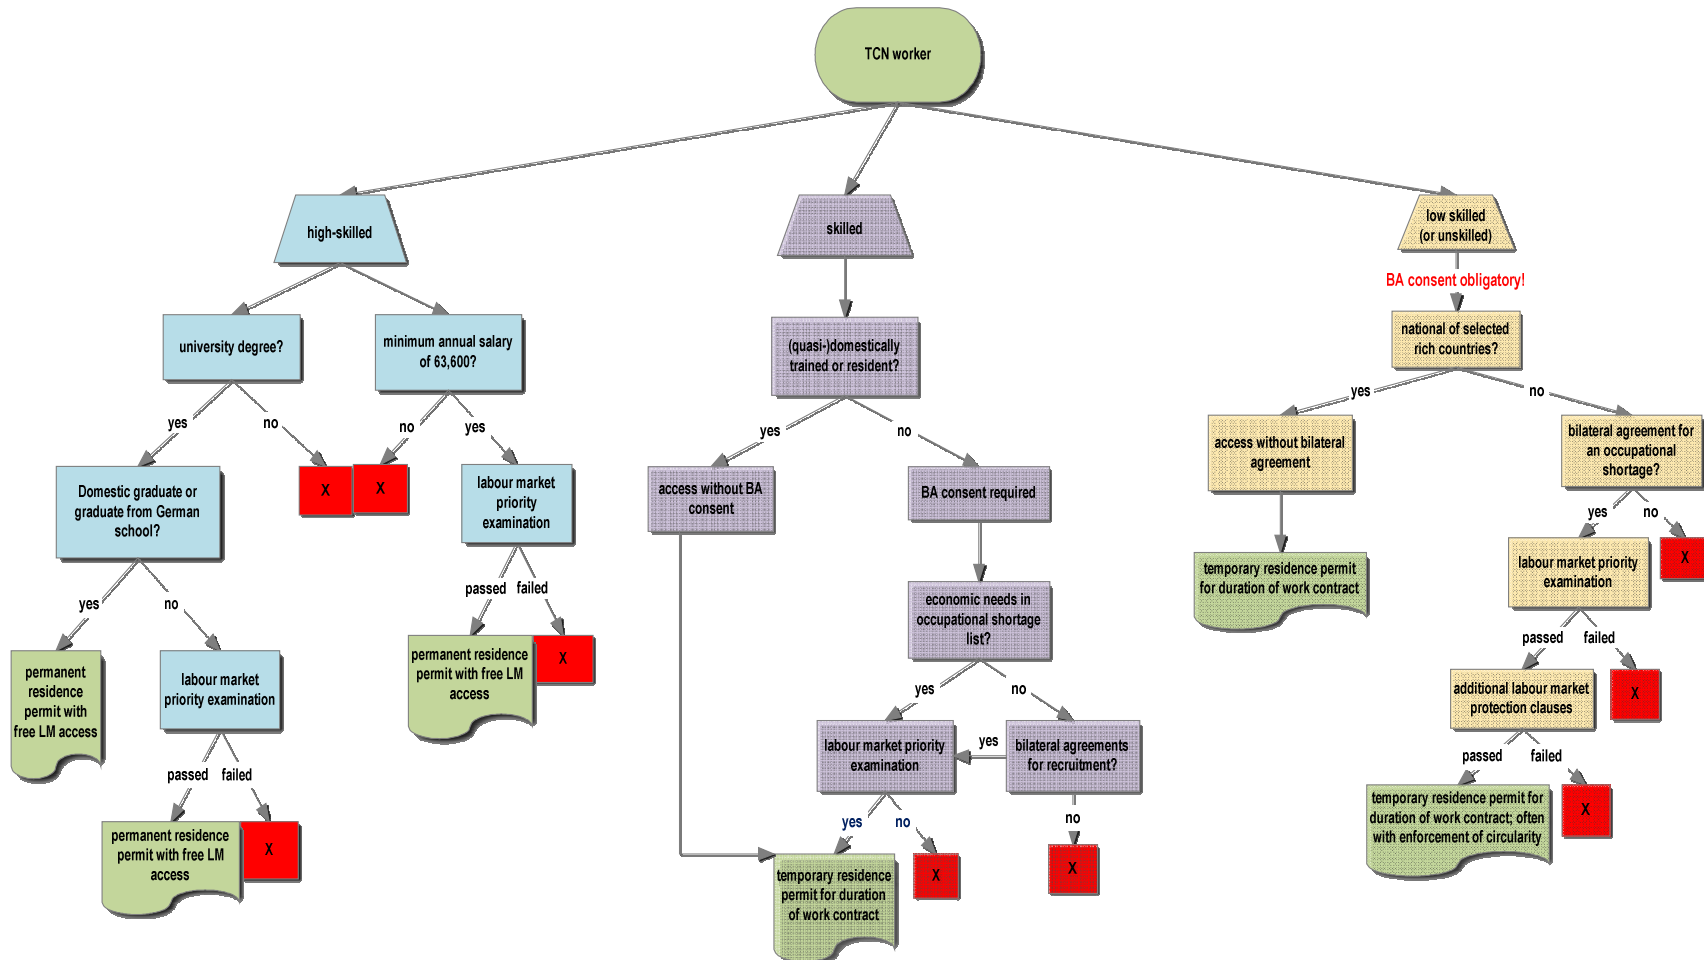 TCN worker
high-skilled
skilled
low skilled
(or unskilled)
BA consent obligatory!
university degree?
minimum annual salary
of 63,600?
(quasi-)domestically
trained or resident?
national of selected
rich countries?
yes
no
no
yes
yes
no
yes
no
Domestic graduate or
graduate from German
school?
X
X
labour market
priority
examination
access without BA
consent
BA consent required
access without bilateral
agreement
bilateral agreement for
an occupational
shortage?
yes
no
yes
no
passed
failed
economic needs in
occupational shortage
list?
temporary residence permit
for duration of work contract
labour market priority
examination
X
permanent
residence
permit with
free LM access
labour market
priority examination
permanent residence
permit with free LM
access
X
yes
no
passed
failed
additional labour market
protection clauses
X
passed
failed
labour market priority
examination
yes
bilateral agreements
for recruitment?
passed
failed
permanent residence
permit with free LM
access
X
yes
no
no
temporary residence
permit for duration
of work contract
X
X
temporary residence permit for
duration of work contract; often
with enforcement of circularity
X